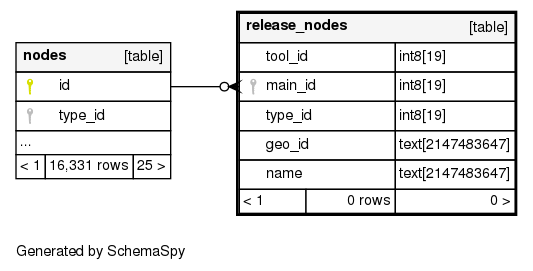 nodes [table]
id
type_id
...
< 1 16,331 rows 25 >
release_nodes [table]
tool_id int8[19]
main_id int8[19]
type_id int8[19]
geo_id text[2147483647]
name text[2147483647]
< 1 0 rows 0 >
Generated by SchemaSpy